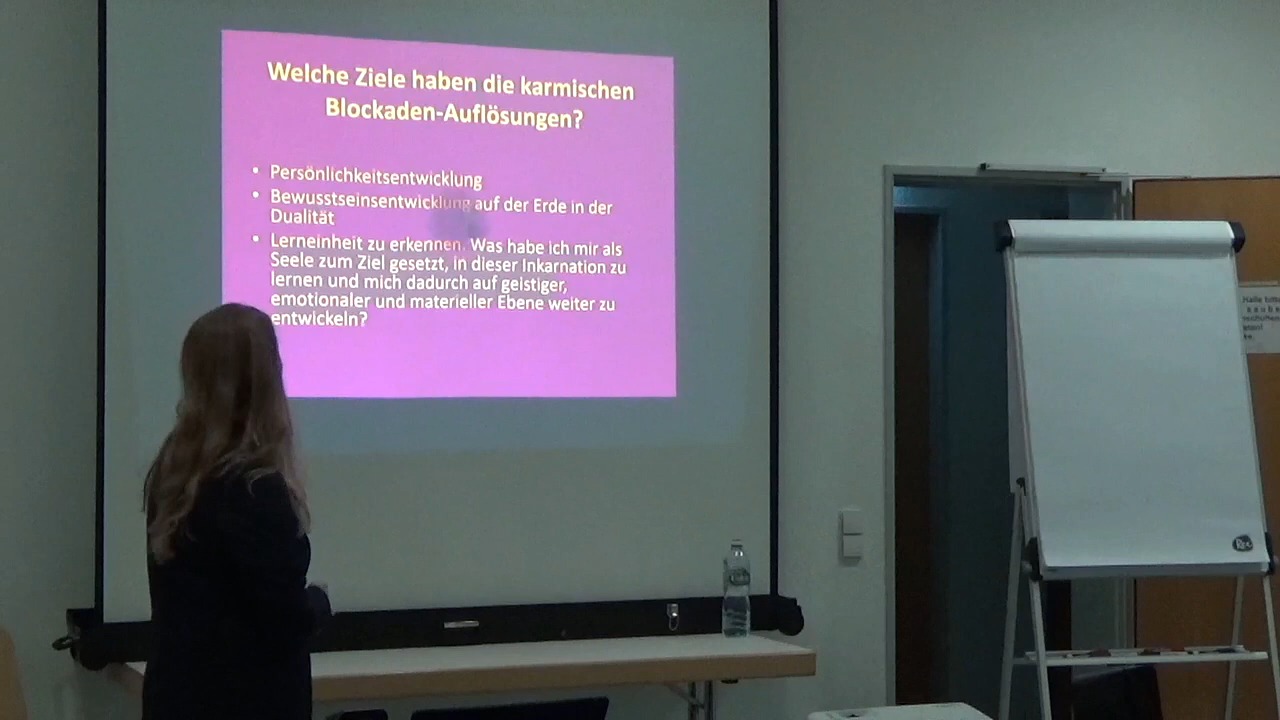 Welche Ziele haben die karmischen
Blockaden-Auflösungen?
• Persönlichkeitsentwicklung
• Bewusstseinsentwicklung auf der Erde in der
Dualität
• Lerneinheit zu erkennen. Was habe ich mir als
Seele zum Ziel gesetzt, in dieser Inkarnation zu
lernen und mich dadurch auf geistiger,
emotionaler und materieller Ebene weiter zu
entwickeln?